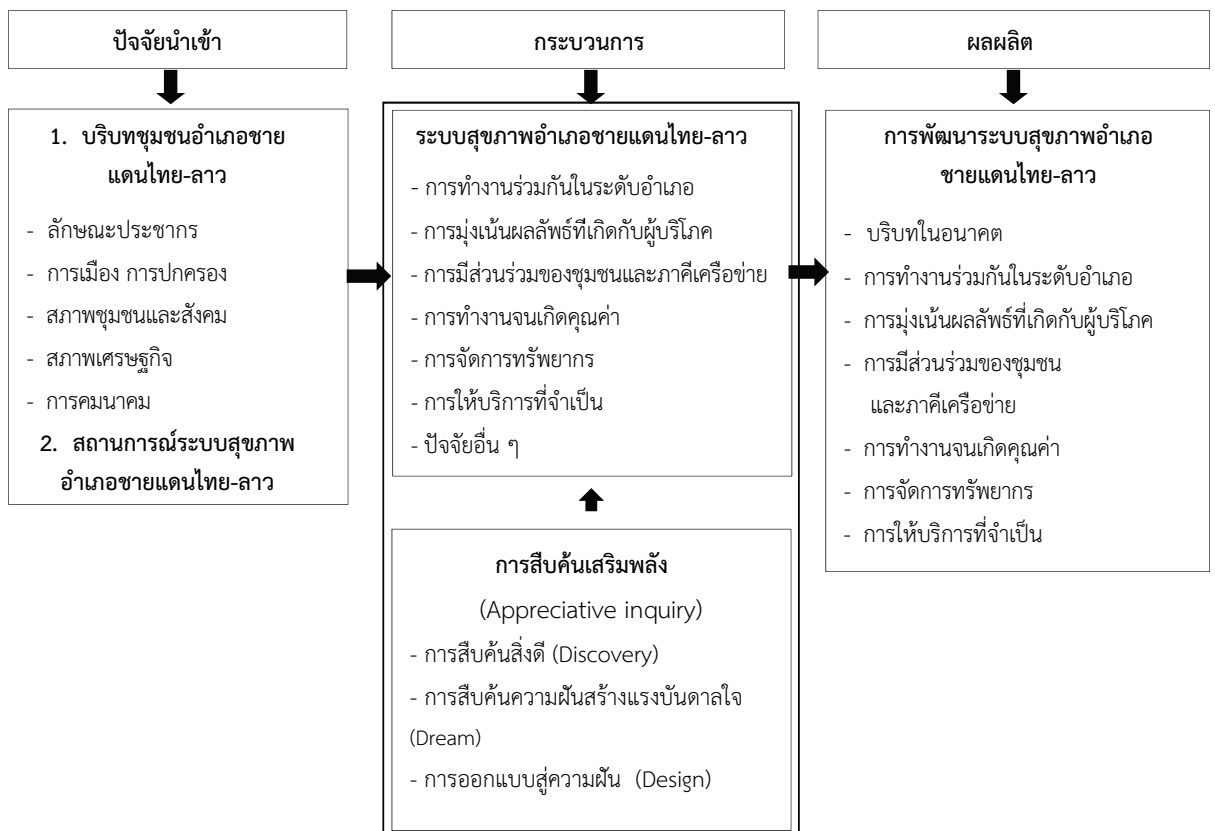 ปัจจัยนำเข้า
กระบวนการ
ผลผลิต
1. บริบทชุมชนอำเภอชาย
แดนไทย-ลาว
- ลักษณะประชากร
- การเมือง การปกครอง
- สภาพชุมชนและสังคม
- สภาพเศรษฐกิจ
- การคมนาคม
2. สถานการณ์ระบบสุขภาพ
อำเภอชายแดนไทย-ลาว
ระบบสุขภาพอำเภอชายแดนไทย-ลาว
- การทำงานร่วมกันในระดับอำเภอ
- การมุ่งเน้นผลลัพธ์ที่เกิดกับผู้บริโภค
- การมีส่วนร่วมของชุมชนและภาคีเครือข่าย
- การทำงานจนเกิดคุณค่า
- การจัดการทรัพยากร
- การให้บริการที่จำเป็น
- ปัจจัยอื่น ๆ
การสืบค้นเสริมพลัง
(Appreciative inquiry)
- การสืบค้นสิ่งดี (Discovery)
- การสืบค้นความฝันสร้างแรงบันดาลใจ
(Dream)
- การออกแบบสู่ความฝัน (Design)
การพัฒนาระบบสุขภาพอำเภอ
ชายแดนไทย-ลาว
- บริบทในอนาคต
- การทำงานร่วมกันในระดับอำเภอ
- การมุ่งเน้นผลลัพธ์ที่เกิดกับผู้บริโภค
- การมีส่วนร่วมของชุมชน
และภาคีเครือข่าย
- การทำงานจนเกิดคุณค่า
- การจัดการทรัพยากร
- การให้บริการที่จำเป็น